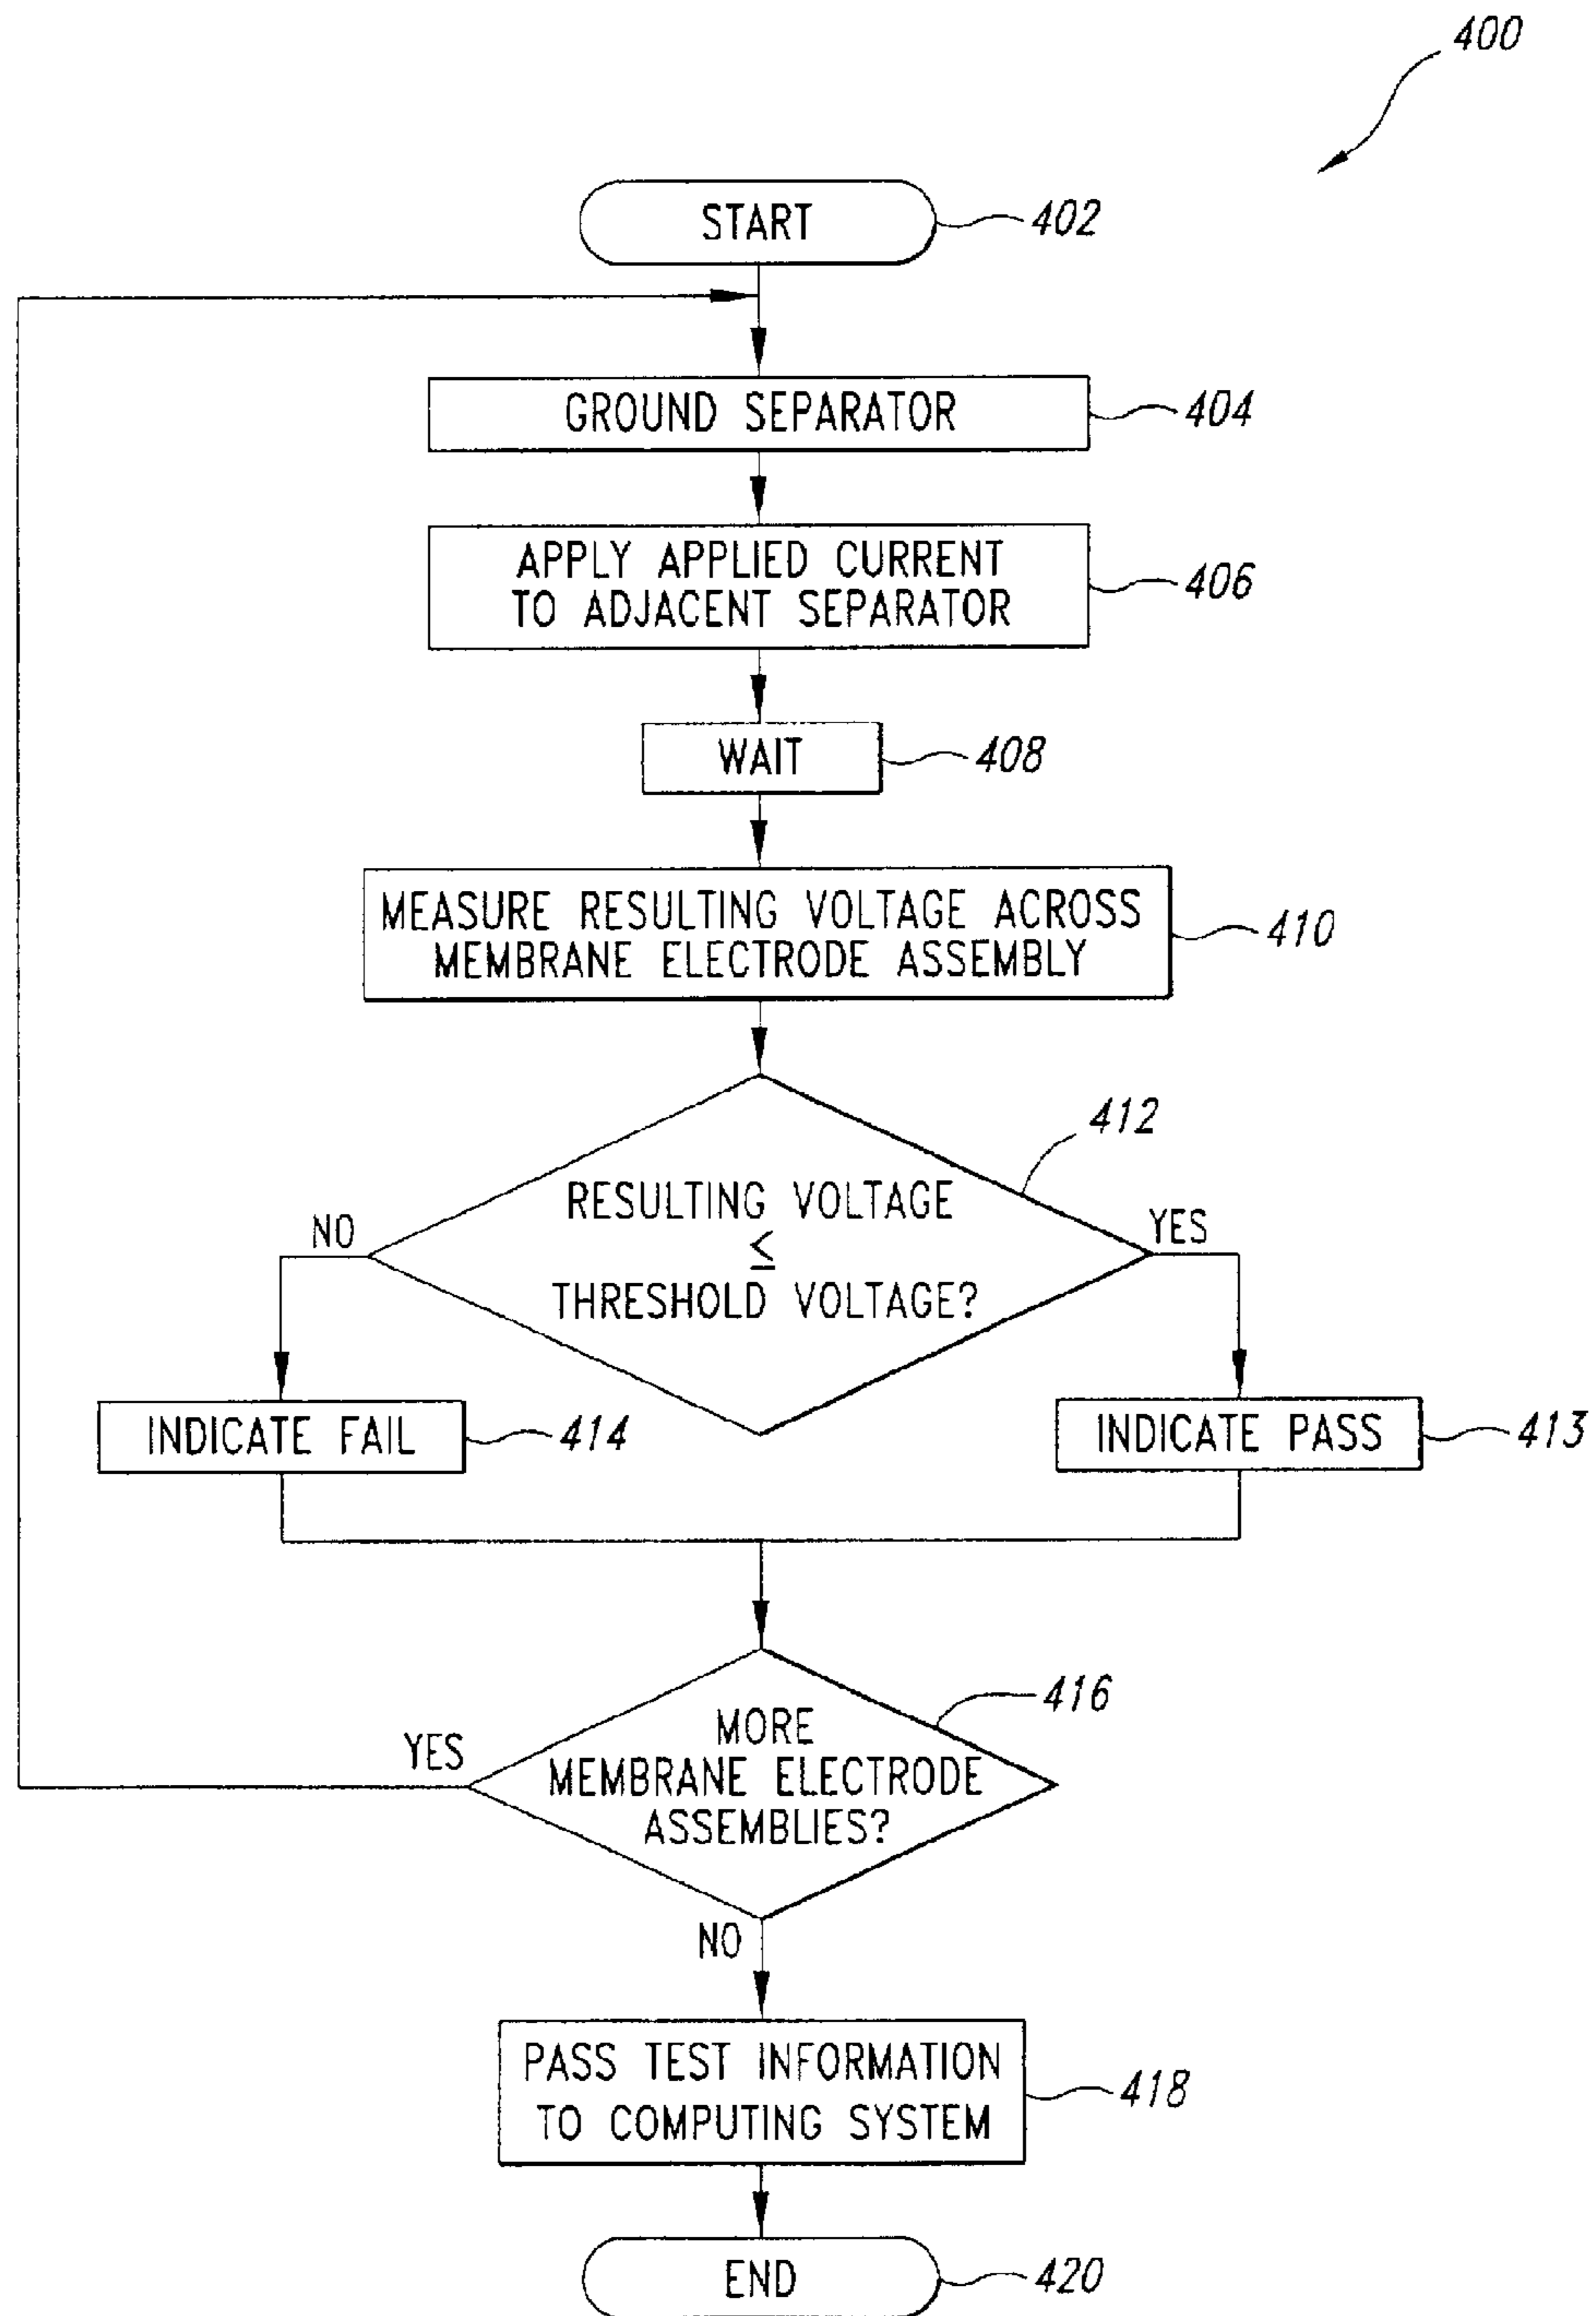 400
START
402
GROUND SEPARATOR
404
APPLY APPLIED CURRENT
TO ADJACENT SEPARATOR
406
WAIT
408
MEASURE RESULTING VOLTAGE ACROSS
MEMBRANE ELECTRODE ASSEMBLY
410
412
RESULTING VOLTAGE
≤
THRESHOLD VOLTAGE?
NO
YES
INDICATE FAIL
414
INDICATE PASS
413
416
MORE
MEMBRANE ELECTRODE
ASSEMBLIES?
YES
NO
PASS TEST INFORMATION
TO COMPUTING SYSTEM
418
END
420